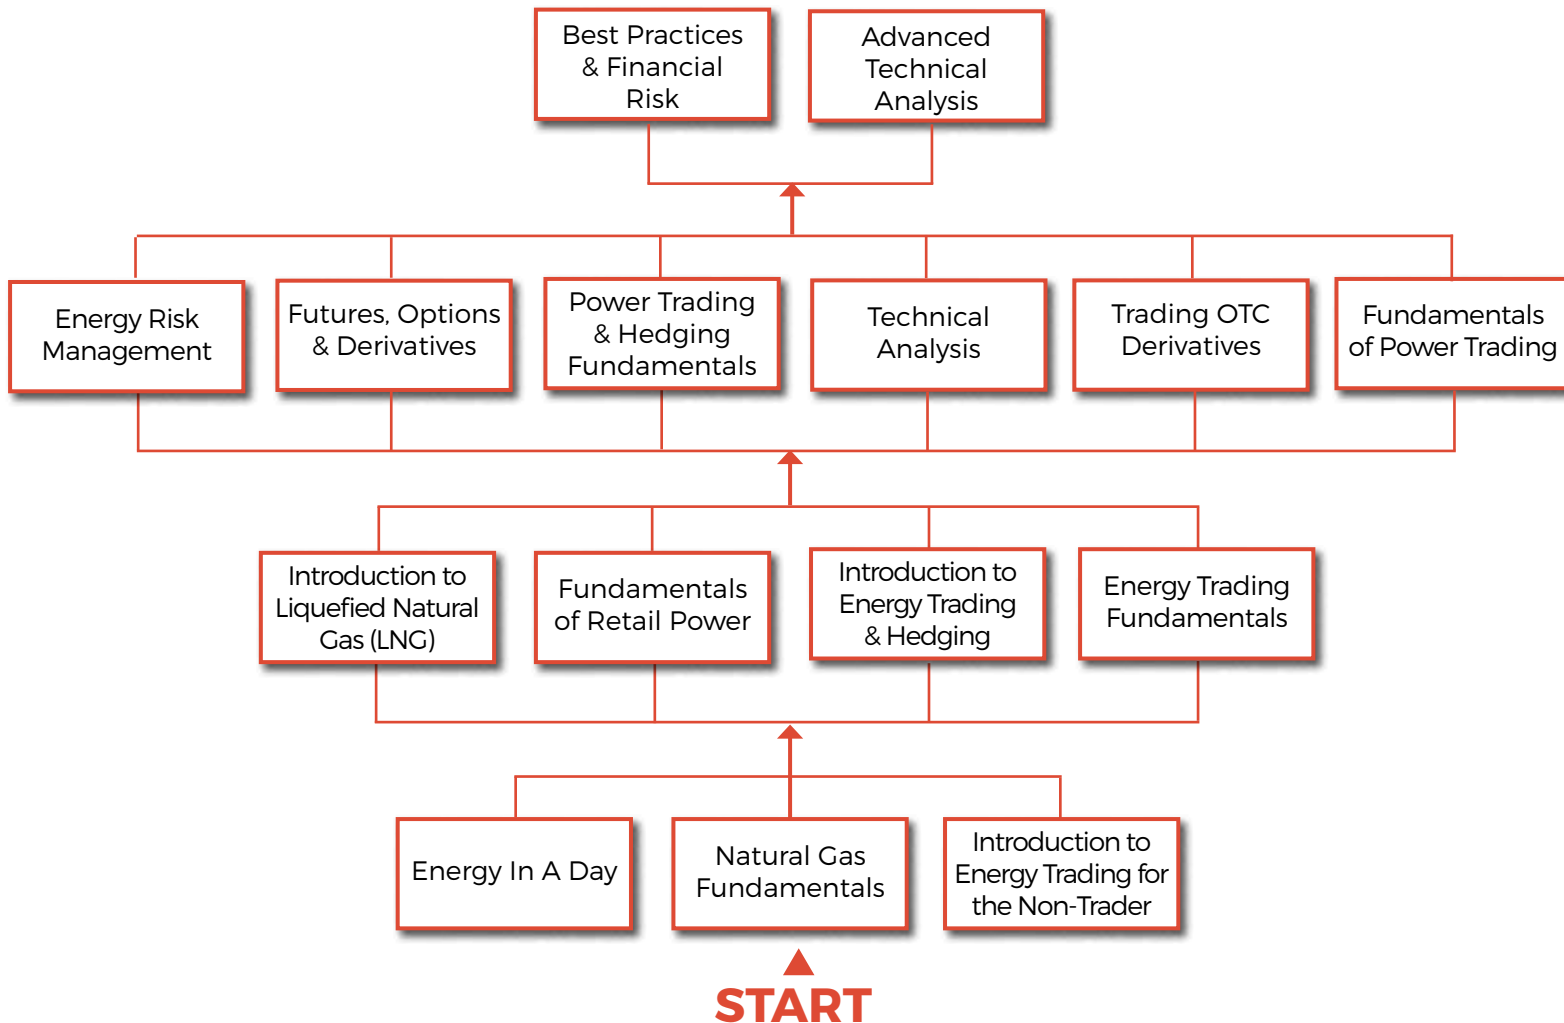 Best Practices
& Financial
Risk
Advanced
Technical
Analysis
Energy Risk
Management
Futures, Options
& Derivatives
Power Trading
& Hedging
Fundamentals
Technical
Analysis
Trading OTC
Derivatives
Fundamentals
of Power Trading
Introduction to
Liquefied Natural
Gas (LNG)
Fundamentals
of Retail Power
Introduction to
Energy Trading
& Hedging
Energy Trading
Fundamentals
Energy In A Day
Natural Gas
Fundamentals
Introduction to
Energy Trading for
the Non-Trader
START